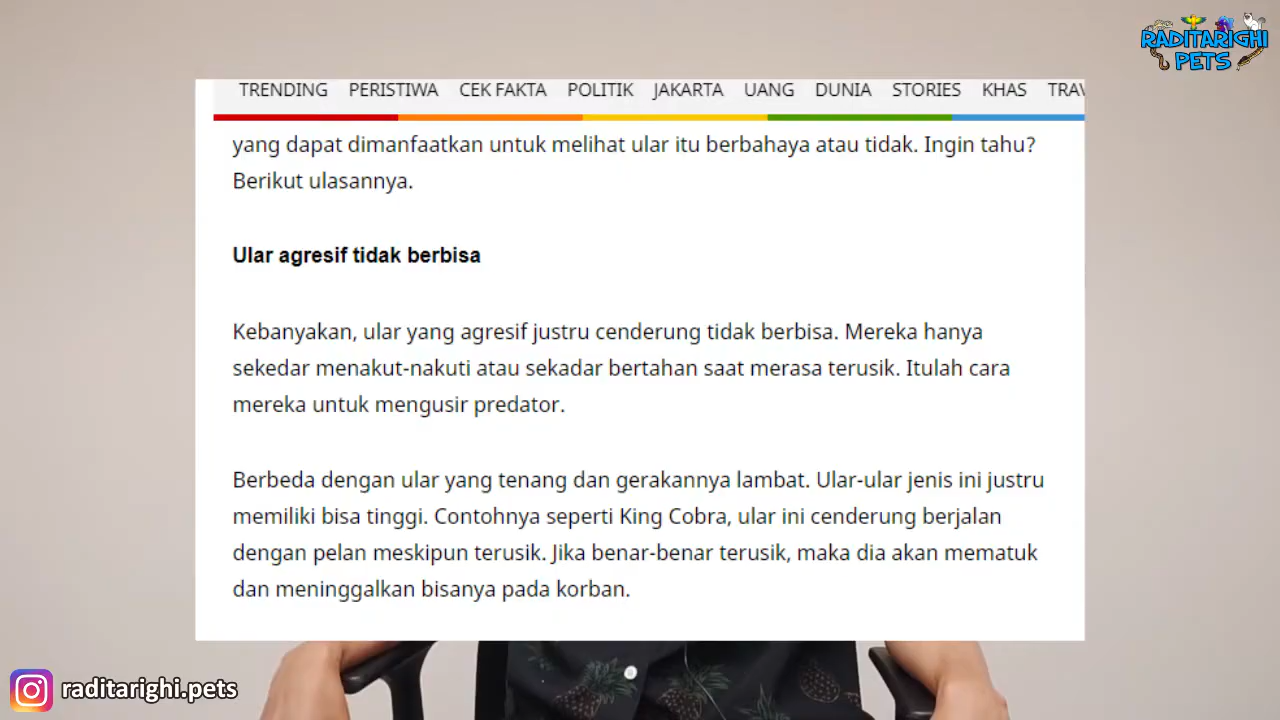 RADITARIGHI
PETS
TRENDING PERISTIWA CEK FAKTA POLITIK JAKARTA UANG DUNIA STORIES KHAS TRAV
yang dapat dimanfaatkan untuk melihat ular itu berbahaya atau tidak. Ingin tahu?
Berikut ulasannya.
Ular agresif tidak berbisa
Kebanyakan, ular yang agresif justru cenderung tidak berbisa. Mereka hanya
sekedar menakut-nakuti atau sekadar bertahan saat merasa terusik. Itulah cara
mereka untuk mengusir predator.
Berbeda dengan ular yang tenang dan gerakannya lambat. Ular-ular jenis ini justru
memiliki bisa tinggi. Contohnya seperti King Cobra, ular ini cenderung berjalan
dengan pelan meskipun terusik. Jika benar-benar terusik, maka dia akan mematuk
dan meninggalkan bisanya pada korban.
raditarighi.pets